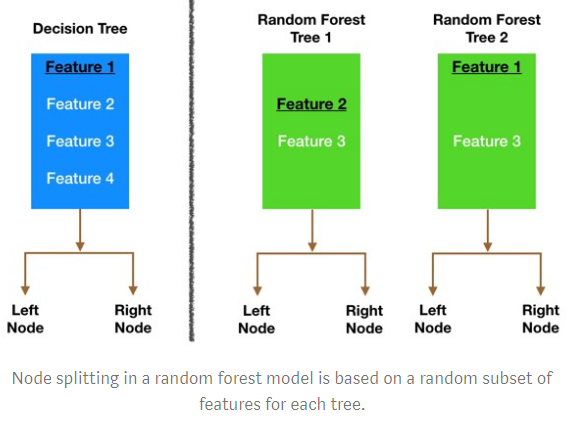 Decision Tree
Feature 1
Feature 2
Feature 3
Feature 4
Left
Node
Right
Node
Random Forest
Tree 1
Feature 2
Feature 3
Left
Node
Right
Node
Random Forest
Tree 2
Feature 1
Feature 3
Left
Node
Right
Node
Node splitting in a random forest model is based on a random subset of
features for each tree.